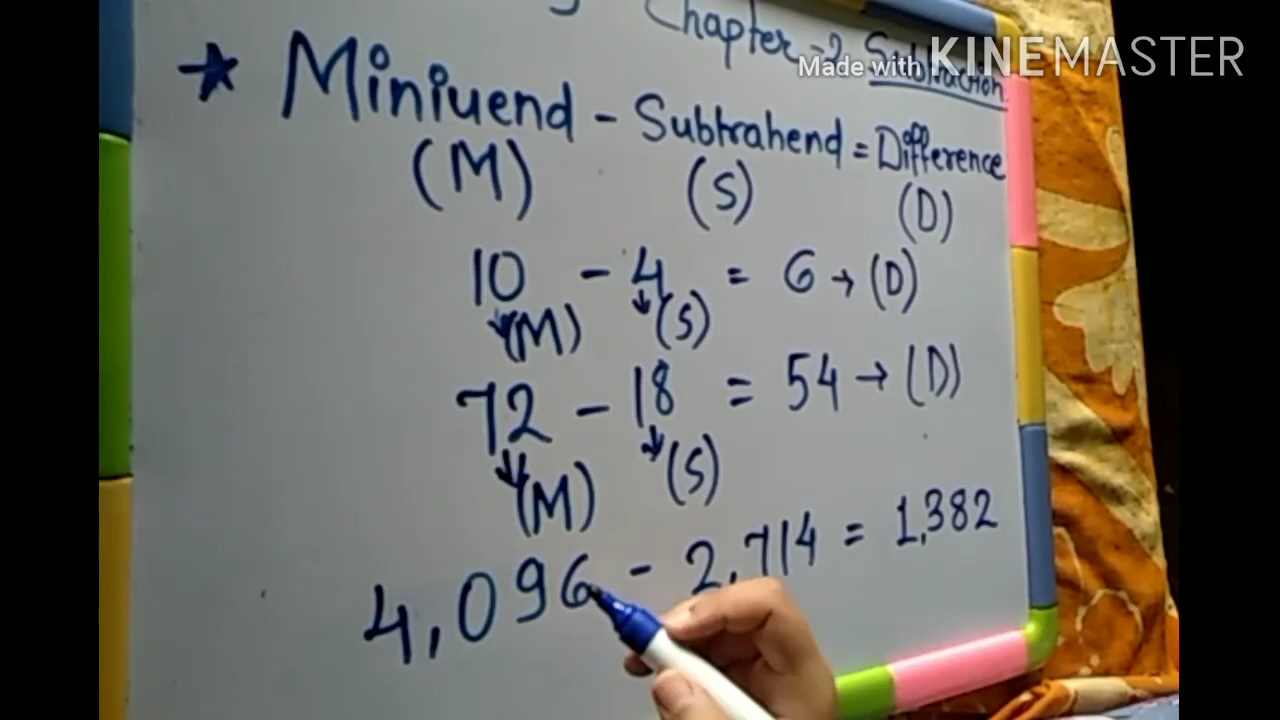 Chapter-2 Subtraction
Made with KINEMASTER
★ Miniuend - Subtrahend = Difference
(M) (S) (D)
10 - 4 = 6 → (D)
↓(M) ↓(S)
72 - 18 = 54 → (D)
↓(M) ↓(S)
4,096 - 2,714 = 1,382